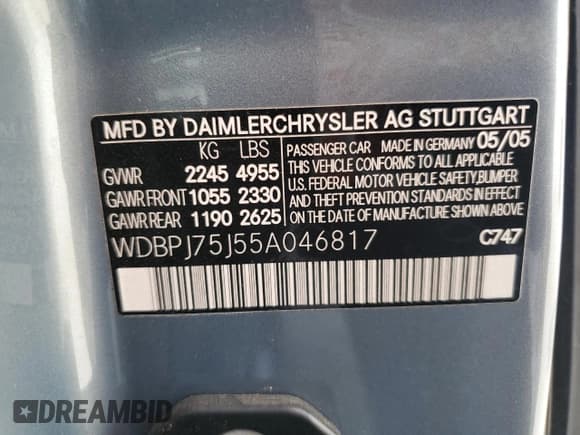 MFD BY DAIMLERCHRYSLER AG STUTTGART
KG LBS
GVWR 2245 4955
GAWR FRONT 1055 2330
GAWR REAR 1190 2625
PASSENGER CAR MADE IN GERMANY 05/05
THIS VEHICLE CONFORMS TO ALL APPLICABLE
U.S. FEDERAL MOTOR VEHICLE SAFETY,BUMPER
AND THEFT PREVENTION STANDARDS IN EFFECT
ON THE DATE OF MANUFACTURE SHOWN ABOVE.
WDBPJ75J55A046817 C747
DREAMBID